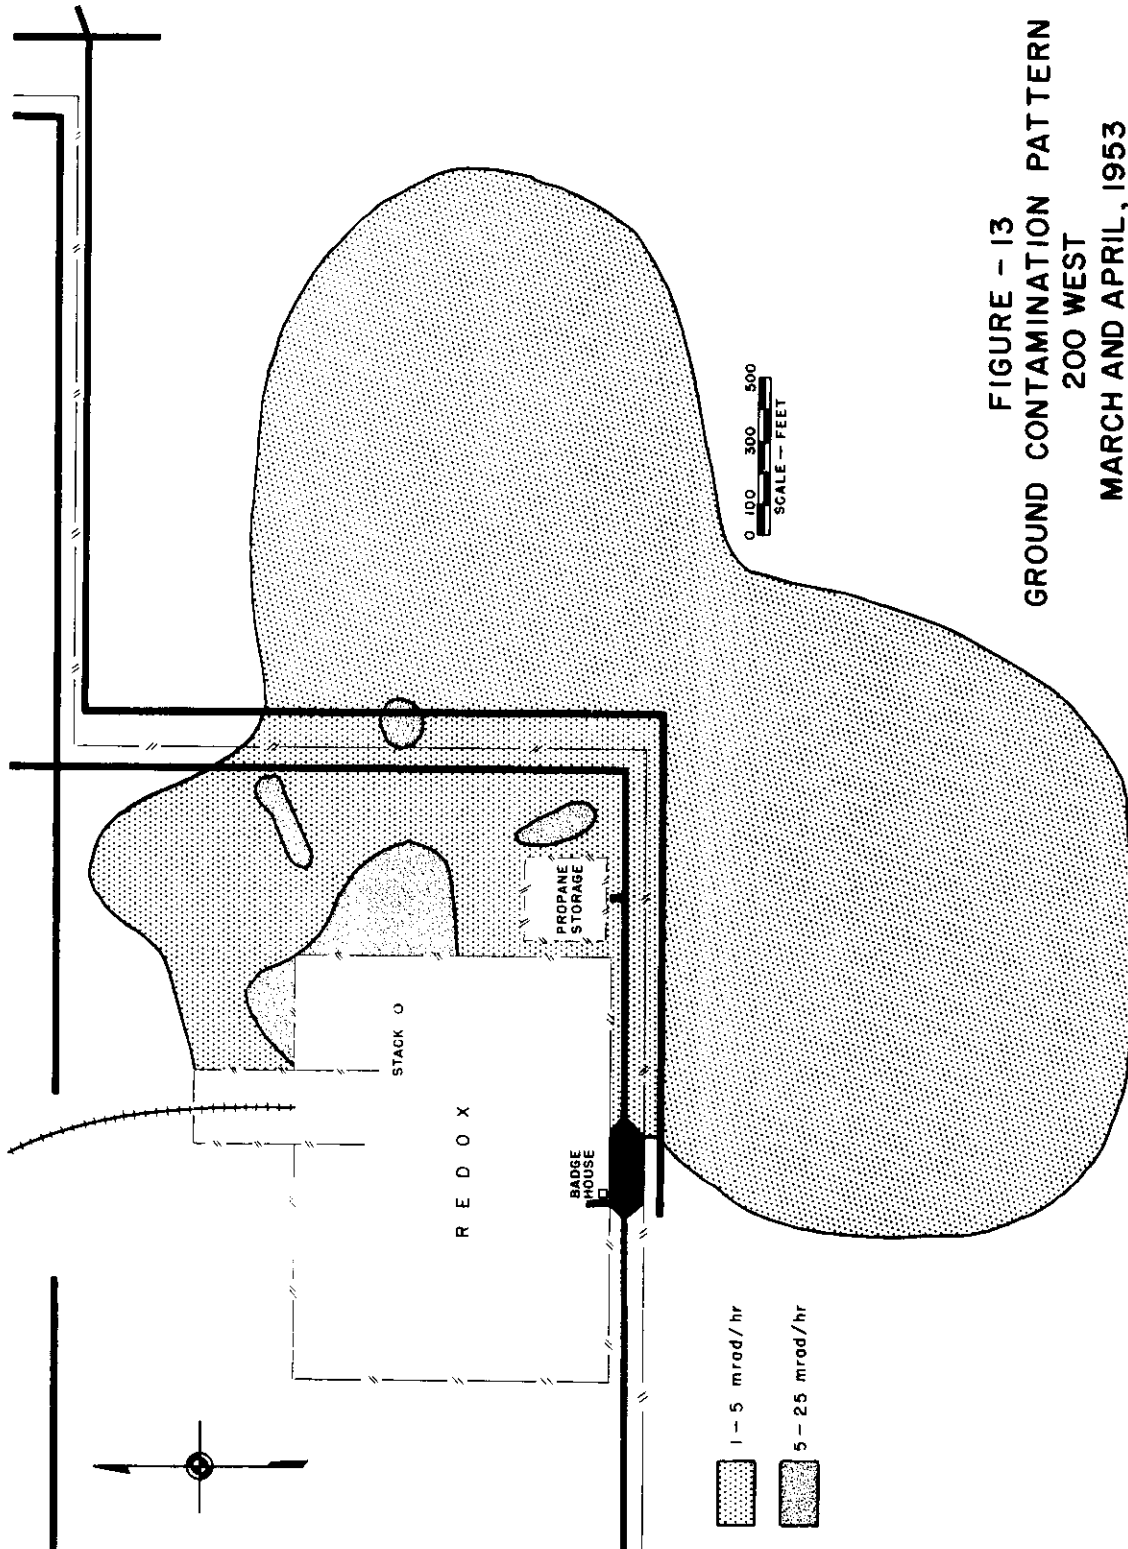 STACK
REDOX
PROPANE
STORAGE
BADGE
HOUSE
0 100 300 500
SCALE — FEET
1 – 5 mrad/hr
5 – 25 mrad/hr
FIGURE - 13
GROUND CONTAMINATION PATTERN
200 WEST
MARCH AND APRIL, 1953